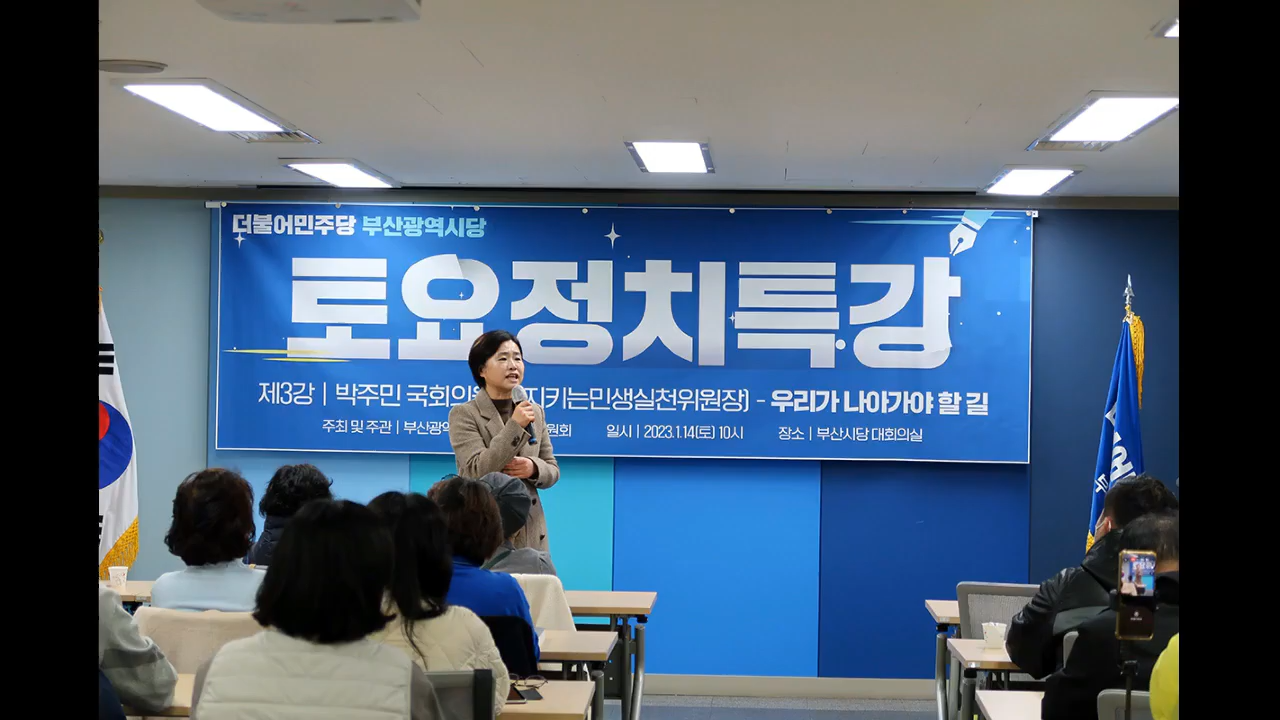 더불어민주당 부산광역시당
토요정치특강
제3강 | 박주민 국회의원 지키는민생실천위원장) - 우리가 나아가야 할 길
주최 및 주관 | 부산광역 원회 일시 | 2023.1.14(토) 10시 장소 | 부산시당 대회의실